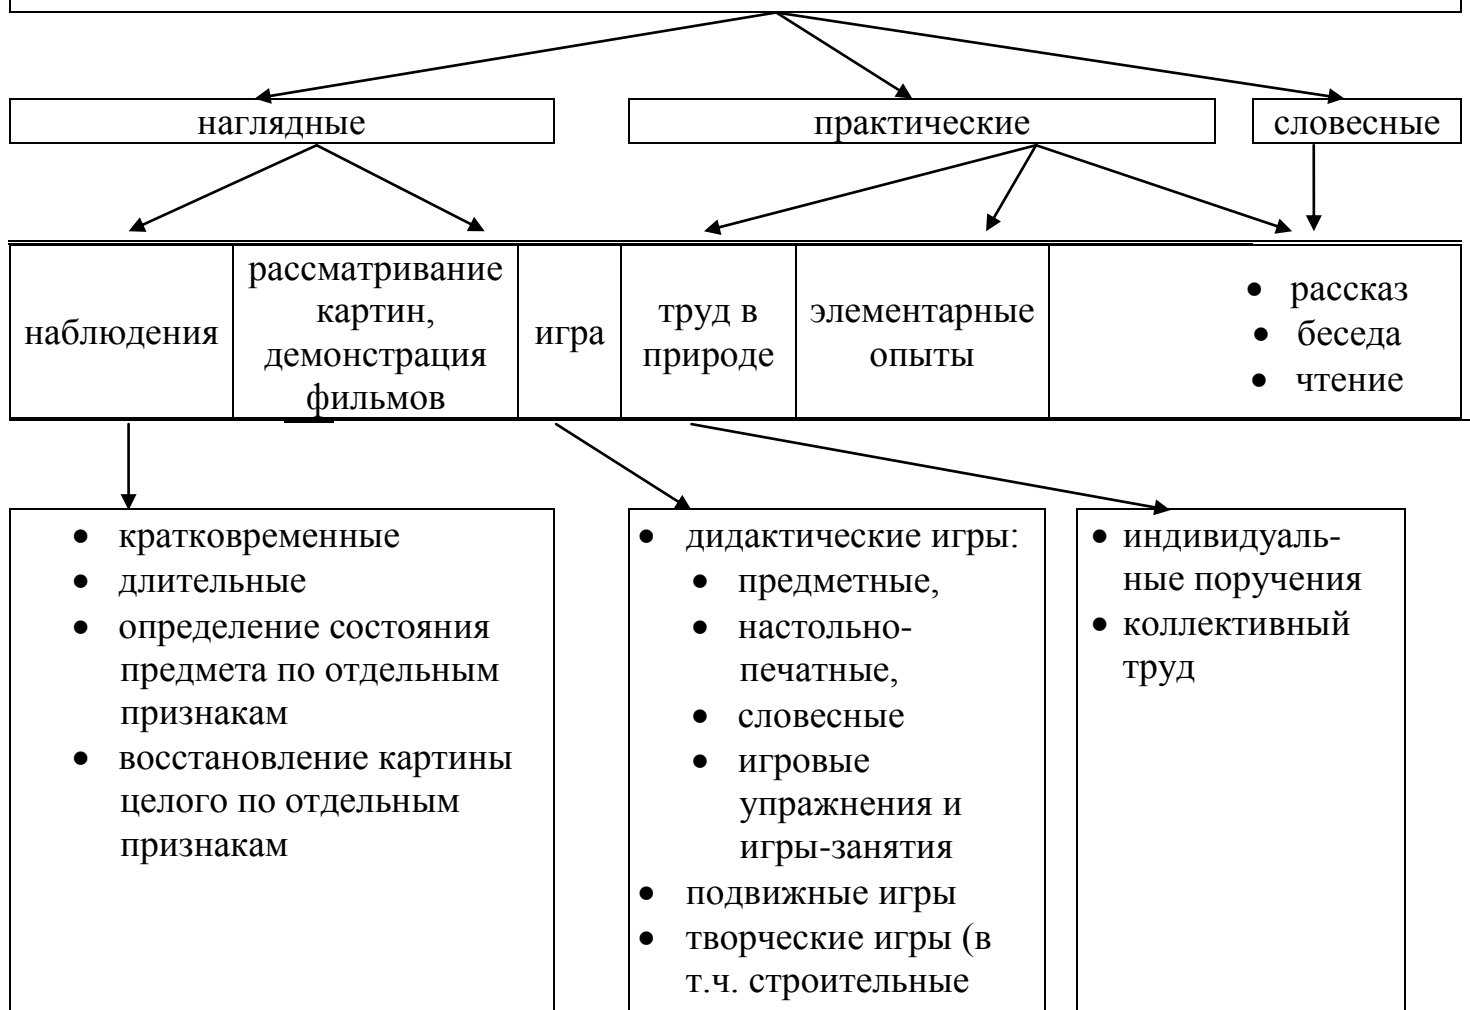 наглядные
практические
словесные
наблюдения
рассматривание
картин,
демонстрация
фильмов
игра
труд в
природе
элементарные
опыты
• рассказ
• беседа
• чтение
• кратковременные
• длительные
• определение состояния
предмета по отдельным
признакам
• восстановление картины
целого по отдельным
признакам
• дидактические игры:
• предметные,
• настольно-
печатные,
• словесные
• игровые
упражнения и
игры-занятия
• подвижные игры
• творческие игры (в
т.ч. строительные
• индивидуаль-
ные поручения
• коллективный
труд